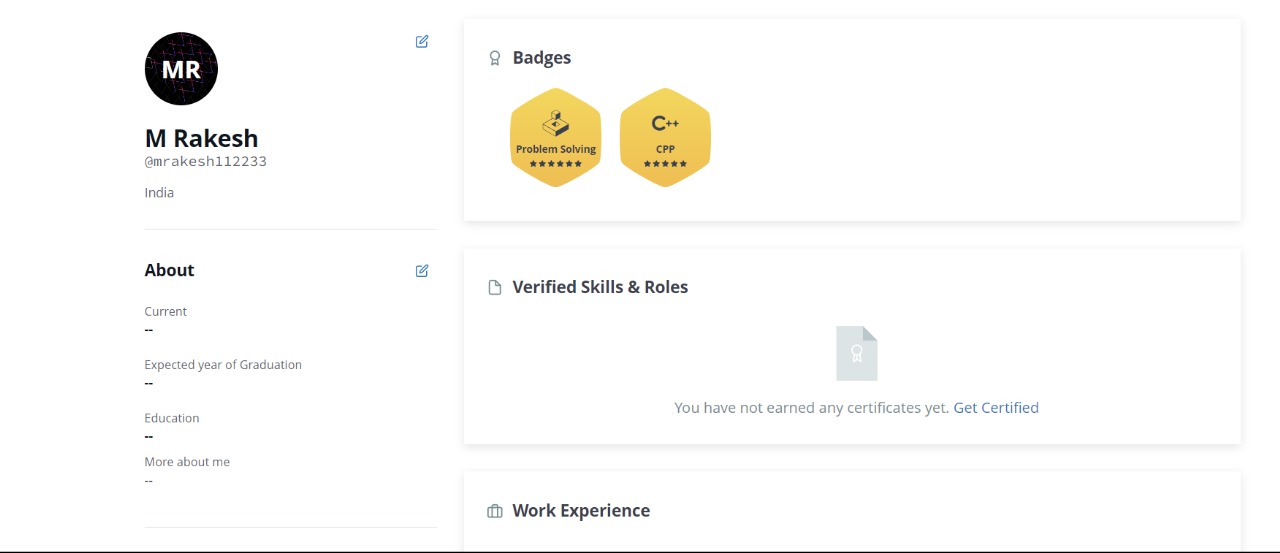 MR
M Rakesh
@mrakesh112233
India
About
Current
--
Expected year of Graduation
--
Education
--
More about me
--
Badges
Problem Solving
C++
CPP
Verified Skills & Roles
You have not earned any certificates yet. Get Certified
Work Experience